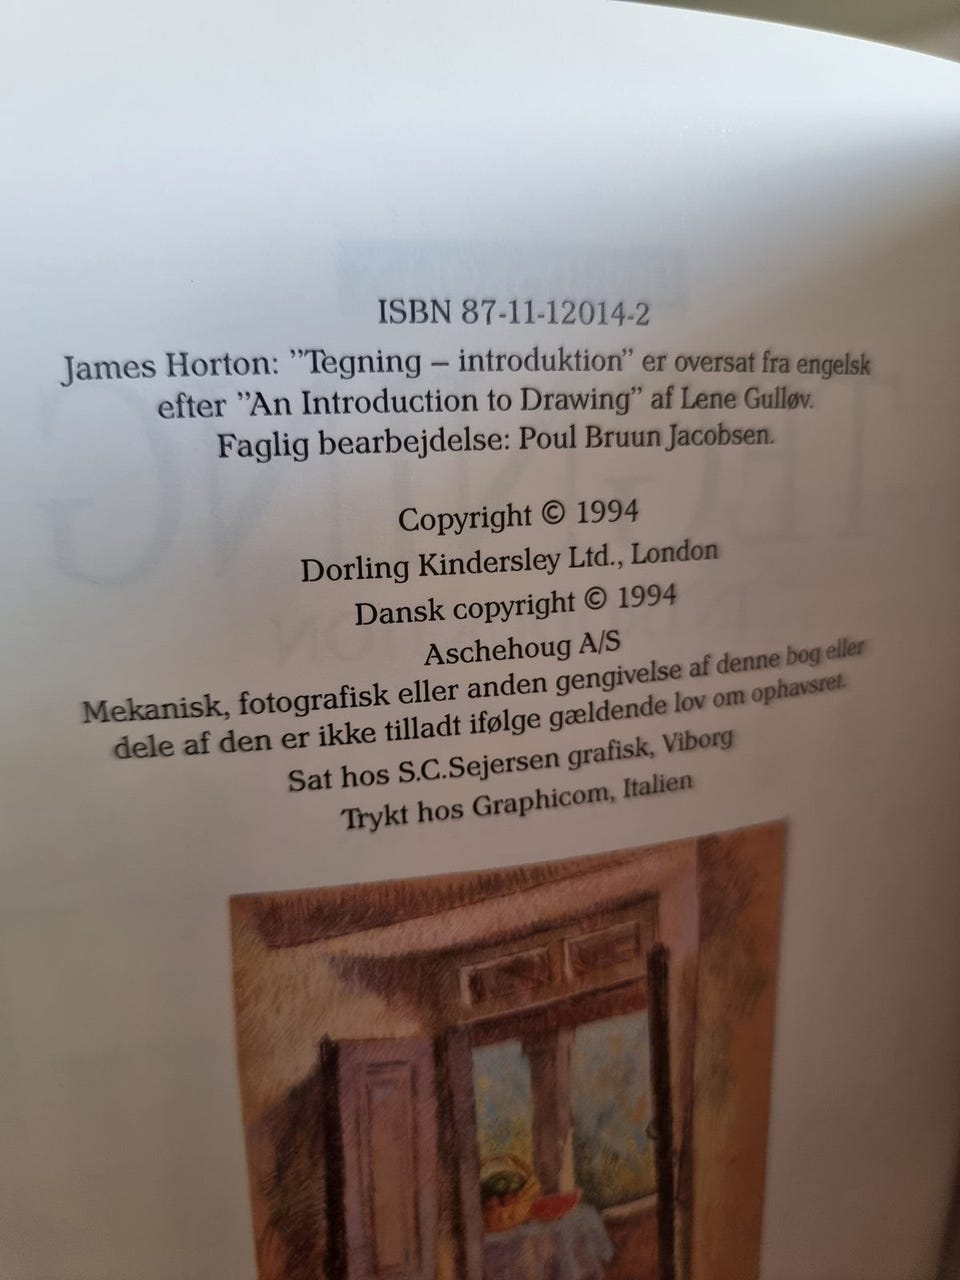 ISBN 87-11-12014-2
James Horton: ”Tegning – introduktion” er oversat fra engelsk
efter ”An Introduction to Drawing” af Lene Gulløv.
Faglig bearbejdelse: Poul Bruun Jacobsen.
Copyright © 1994
Dorling Kindersley Ltd., London
Dansk copyright © 1994
Aschehoug A/S
Mekanisk, fotografisk eller anden gengivelse af denne bog eller
dele af den er ikke tilladt ifølge gældende lov om ophavsret.
Sat hos S.C.Sejersen grafisk, Viborg
Trykt hos Graphicom, Italien